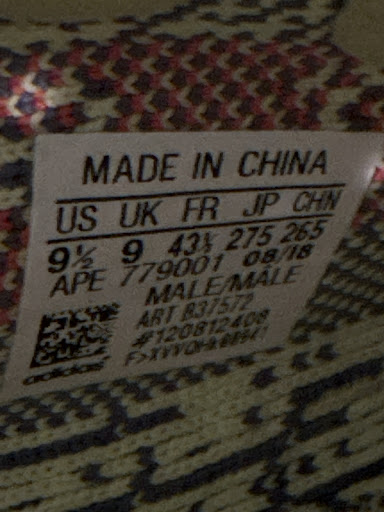 MADE IN CHINA
US UK FR JP CHN
9½ 9 43⅓ 275 265
APE 779001 08/18
MALE/MALE
ART B37572
#120812408
adidas